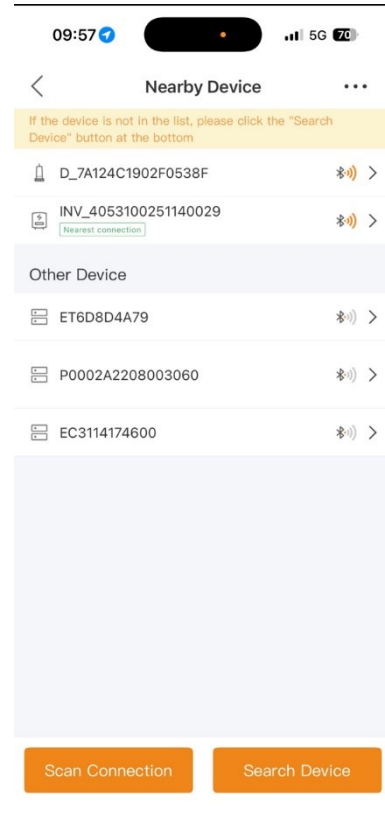 09:57
5G 70
Nearby Device
If the device is not in the list, please click the "Search
Device" button at the bottom
D_7A124C1902F0538F
INV_4053100251140029
Nearest connection
Other Device
ET6D8D4A79
P0002A2208003060
EC3114174600
Scan Connection
Search Device